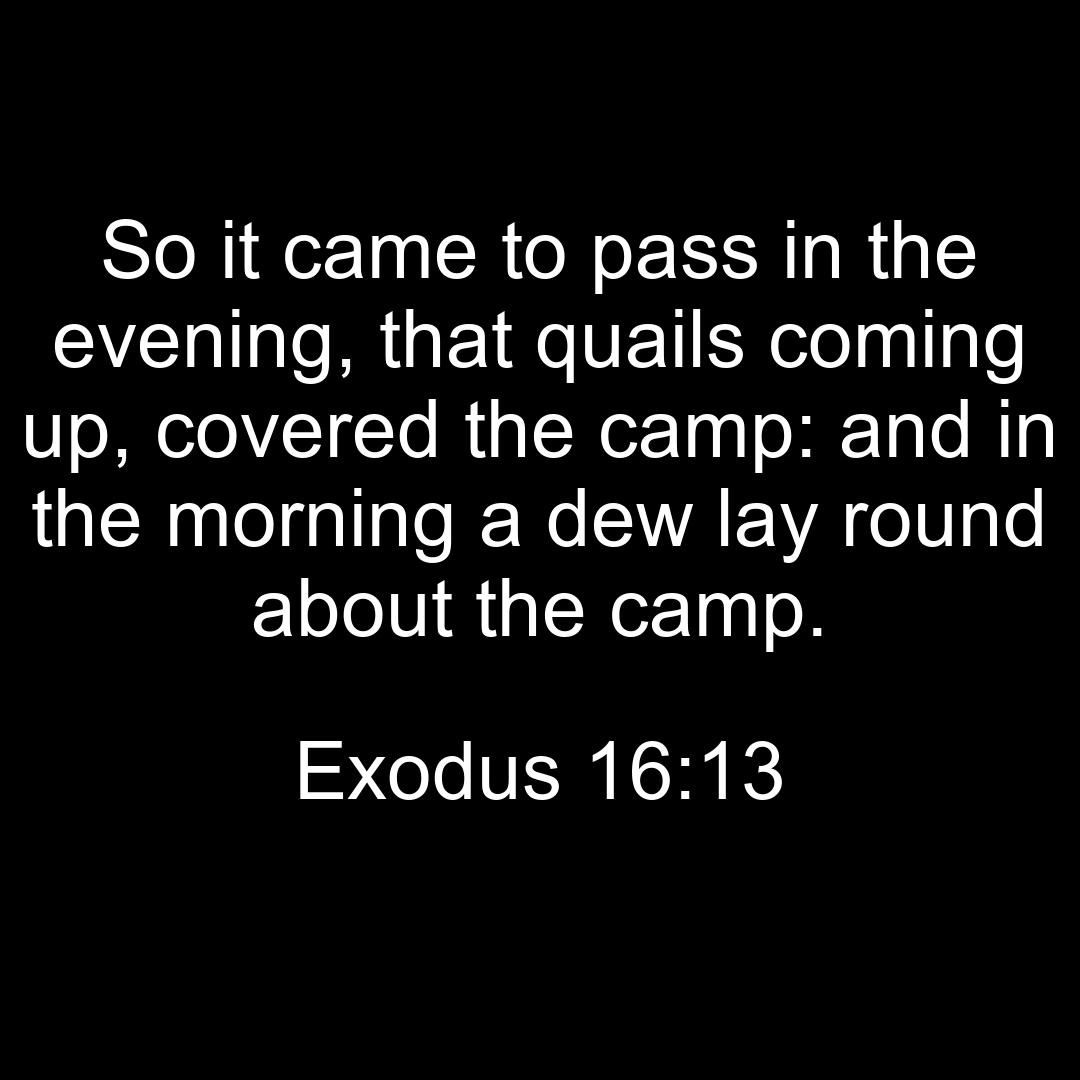 So it came to pass in the
evening, that quails coming
up, covered the camp: and in
the morning a dew lay round
about the camp.
Exodus 16:13